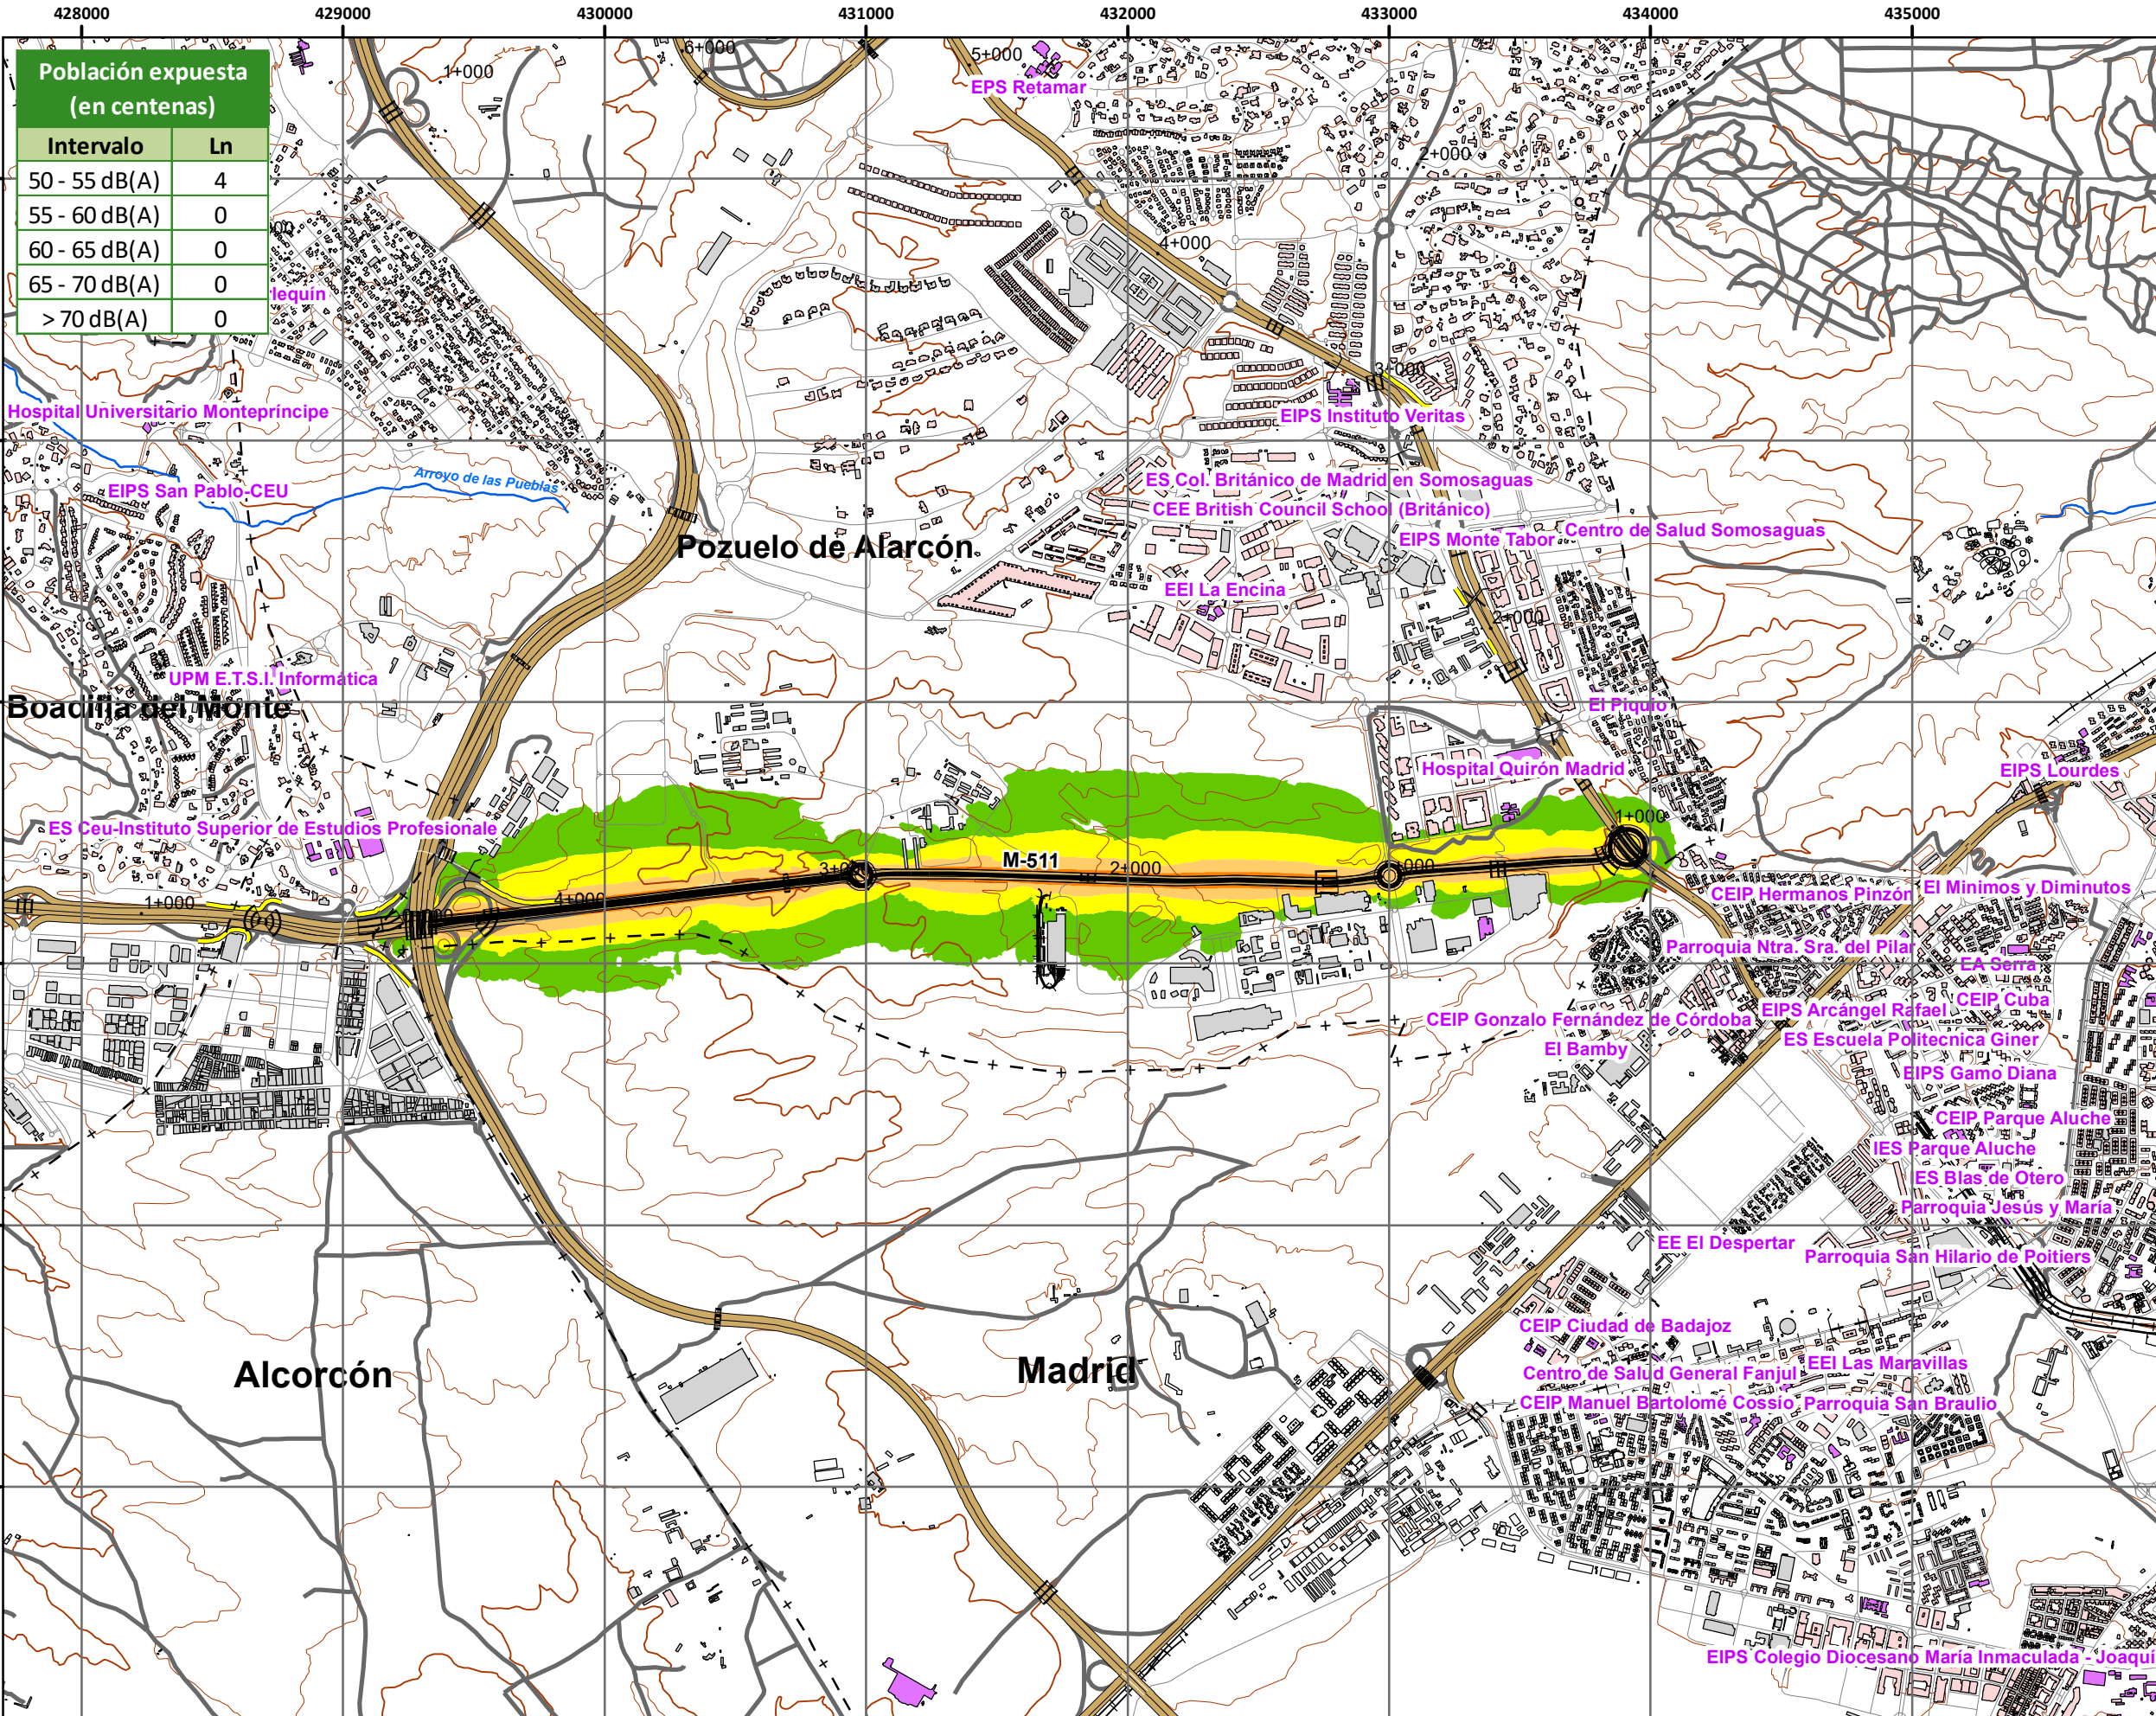 428000 429000 430000 431000 432000 433000 434000 435000
Población expuesta
(en centenas)
Intervalo Ln
50 - 55 dB(A) 4
55 - 60 dB(A) 0
60 - 65 dB(A) 0
65 - 70 dB(A) 0
> 70 dB(A) 0
6+000
5+000
1+000
EPS Retamar
2+000
4+000
lequín
3+000
Hospital Universitario Montepríncipe
EIPS Instituto Veritas
Arroyo de las Pueblas
ES Col. Británico de Madrid en Somosaguas
EIPS San Pablo-CEU
CEE British Council School (Británico)
Centro de Salud Somosaguas
EIPS Monte Tabor
Pozuelo de Alarcón
EEI La Encina
2+000
UPM E.T.S.I. Informática
Boadilla del Monte
EI Piquio
Hospital Quirón Madrid
EIPS Lourdes
1+000
ES Ceu-Instituto Superior de Estudios Profesionale
M-511
2+000
000
4+000
1+000
EI Minimos y Diminutos
CEIP Hermanos Pinzón
Parroquia Ntra. Sra. del Pilar
EA Serra
CEIP Cuba
EIPS Arcángel Rafael
CEIP Gonzalo Fernández de Córdoba
ES Escuela Politecnica Giner
EI Bamby
EIPS Gamo Diana
CEIP Parque Aluche
IES Parque Aluche
ES Blas de Otero
Parroquia Jesús y María
EE El Despertar
Parroquia San Hilario de Poitiers
CEIP Ciudad de Badajoz
EEI Las Maravillas
Centro de Salud General Fanjul
Alcorcón
Madrid
CEIP Manuel Bartolomé Cossío
Parroquia San Braulio
EIPS Colegio Diocesano María Inmaculada - Joaquí